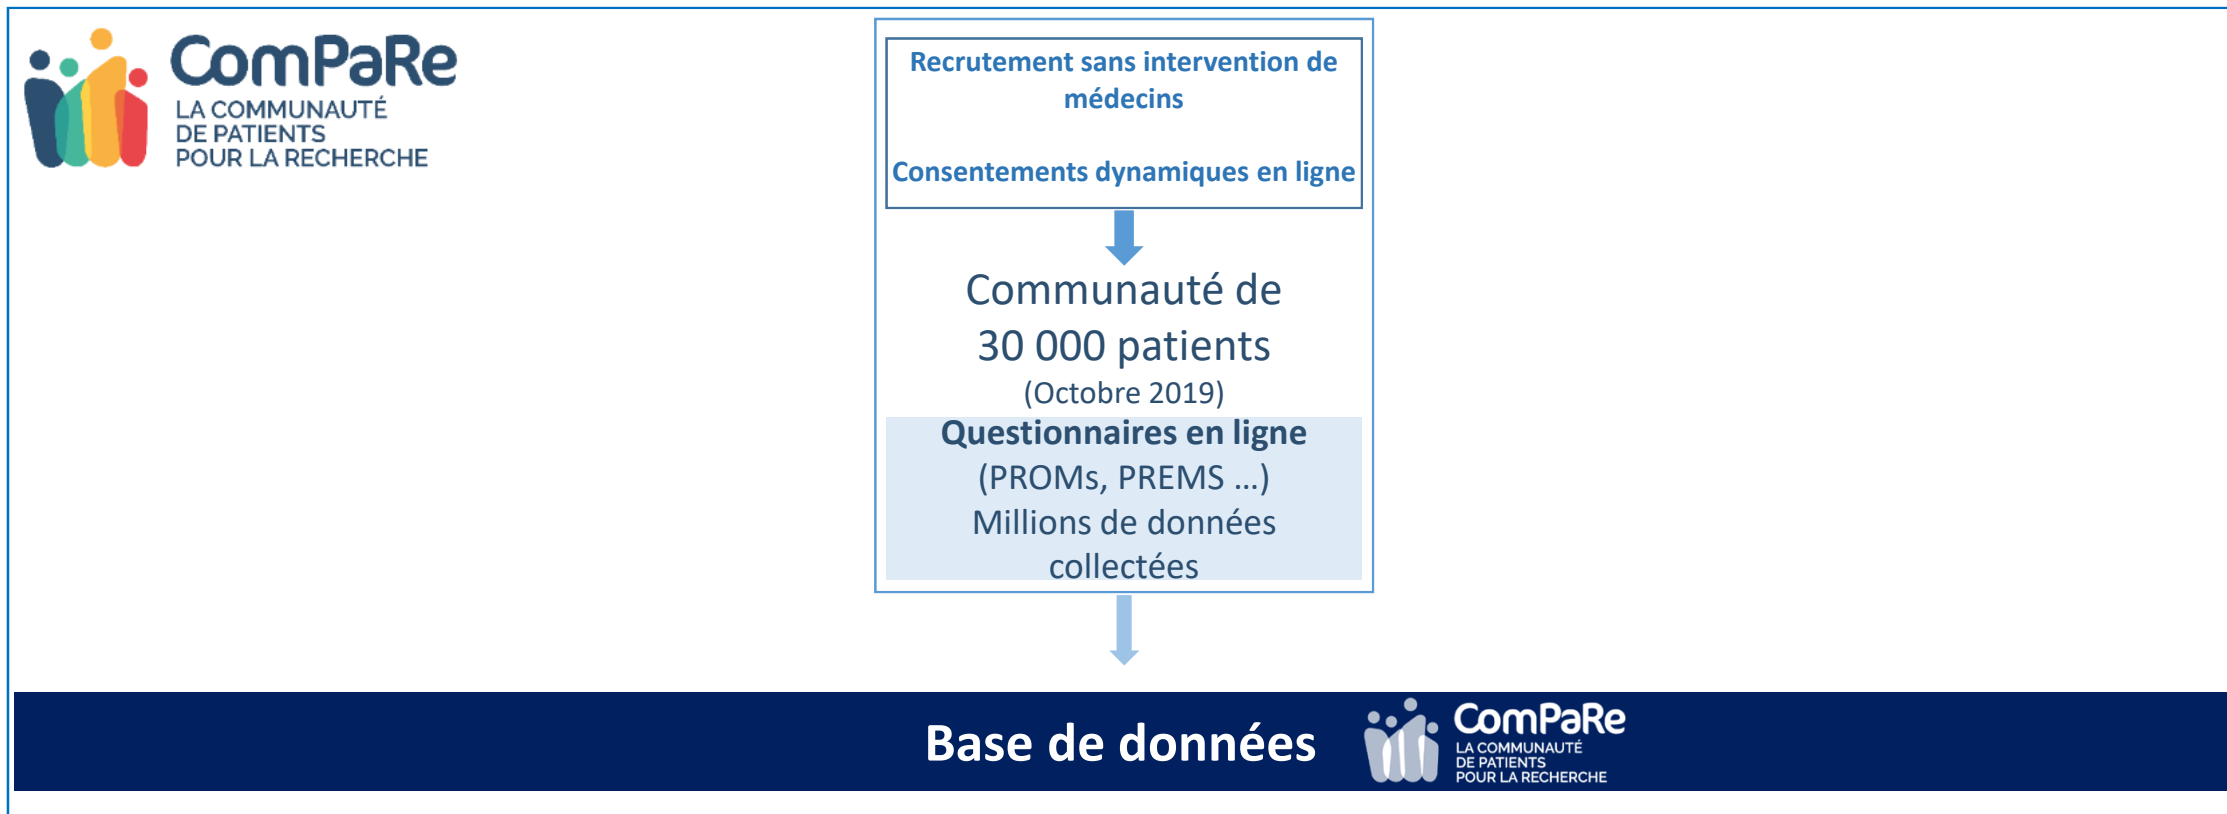 ComPaRe
LA COMMUNAUTÉ
DE PATIENTS
POUR LA RECHERCHE
Recrutement sans intervention de
médecins
Consentements dynamiques en ligne
Communauté de
30 000 patients
(Octobre 2019)
Questionnaires en ligne
(PROMs, PREMS ...)
Millions de données
collectées
Base de données
ComPaRe
LA COMMUNAUTÉ
DE PATIENTS
POUR LA RECHERCHE